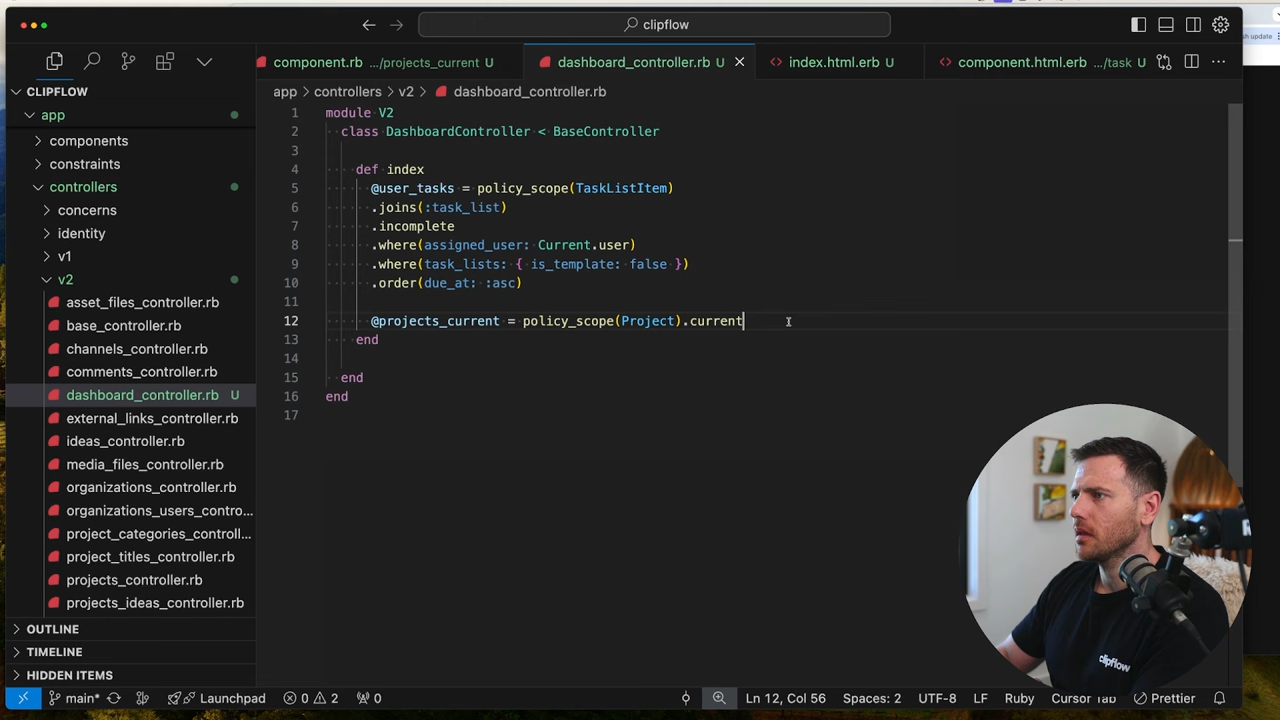 clipflow
sh update
component.rb .../projects_current U
dashboard_controller.rb U
index.html.erb U
component.html.erb .../task U
app > controllers > v2 > dashboard_controller.rb
CLIPFLOW
app
components
constraints
controllers
concerns
identity
v1
v2
asset_files_controller.rb
base_controller.rb
channels_controller.rb
comments_controller.rb
dashboard_controller.rb U
external_links_controller.rb
ideas_controller.rb
media_files_controller.rb
organizations_controller.rb
organizations_users_contro...
project_categories_controll...
project_titles_controller.rb
projects_controller.rb
projects_ideas_controller.rb
OUTLINE
TIMELINE
HIDDEN ITEMS
1 module V2
2 class DashboardController < BaseController
3
4 def index
5 @user_tasks = policy_scope(TaskListItem)
6 .joins(:task_list)
7 .incomplete
8 .where(assigned_user: Current.user)
9 .where(task_lists: { is_template: false })
10 .order(due_at: :asc)
11
12 @projects_current = policy_scope(Project).current
13 end
14
15 end
16 end
17
clipflow
main* Launchpad 0 2 0 Ln 12, Col 56 Spaces: 2 UTF-8 LF Ruby Cursor Tab Prettier